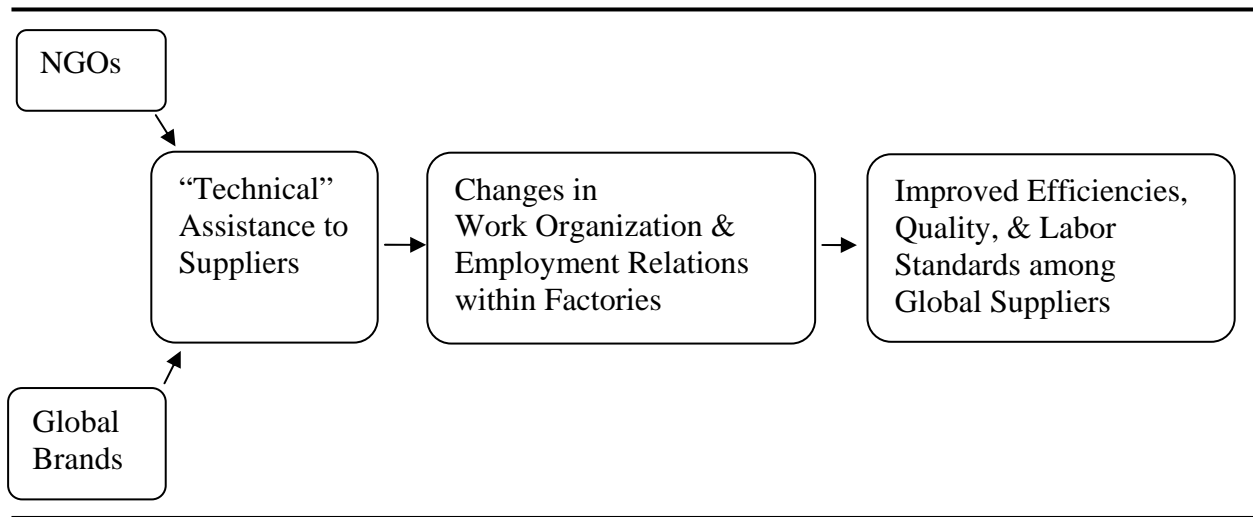 NGOs
“Technical”
Assistance to
Suppliers
Changes in
Work Organization &
Employment Relations
within Factories
Improved Efficiencies,
Quality, & Labor
Standards among
Global Suppliers
Global
Brands